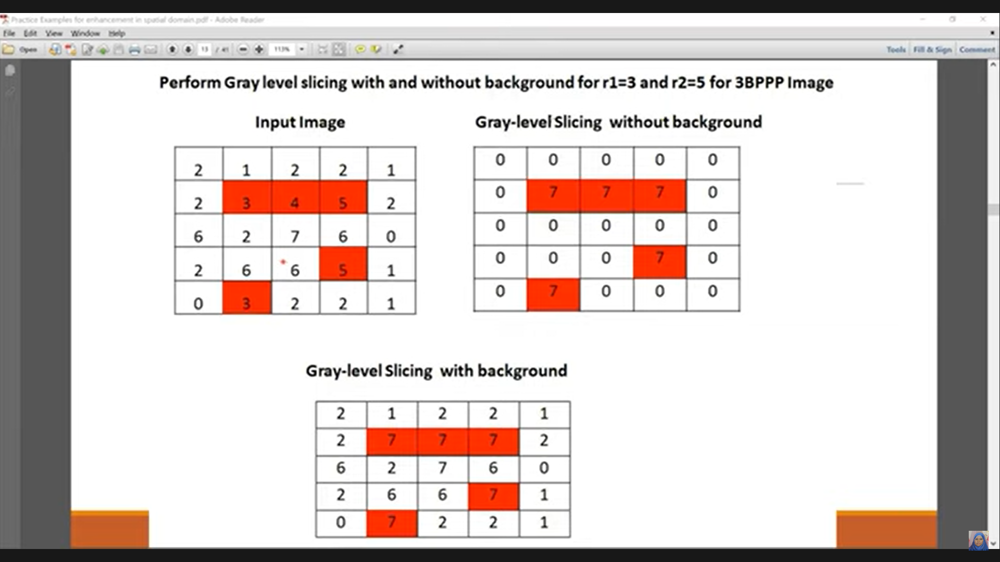 Practice Examples for enhancement in spatial domain.pdf - Adobe Reader
File Edit View Window Help
Open 13 / 41 113% Tools Fill & Sign Comment
Perform Gray level slicing with and without background for r1=3 and r2=5 for 3BPPP Image
Input Image
2 1 2 2 1
2 3 4 5 2
6 2 7 6 0
2 6 6 5 1
0 3 2 2 1
Gray-level Slicing without background
0 0 0 0 0
0 7 7 7 0
0 0 0 0 0
0 0 0 7 0
0 7 0 0 0
Gray-level Slicing with background
2 1 2 2 1
2 7 7 7 2
6 2 7 6 0
2 6 6 7 1
0 7 2 2 1